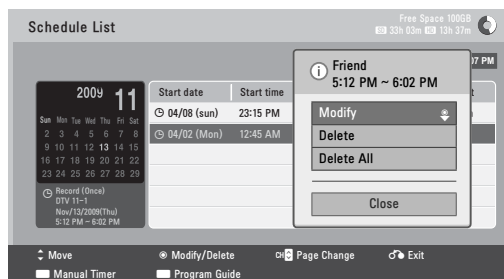 Schedule List
Free Space 100GB
SD 33h 03m HD 13h 37m
07 PM
Friend
5:12 PM ~ 6:02 PM
Modify
Delete
Delete All
Close
2009 11
Sun Mon Tue Wed Thu Fri Sat
2 3 4 5 6 7 8
9 10 11 12 13 14 15
16 17 18 19 20 21 22
23 24 25 26 27 28 29
Record (Once)
DTV 11-1
Nov/13/2009(Thu)
5:12 PM ~ 6:02 PM
Start date Start time
04/08 (sun) 23:15 PM
04/02 (Mon) 12:45 AM
Move Modify/Delete CH Page Change Exit
Manual Timer Program Guide